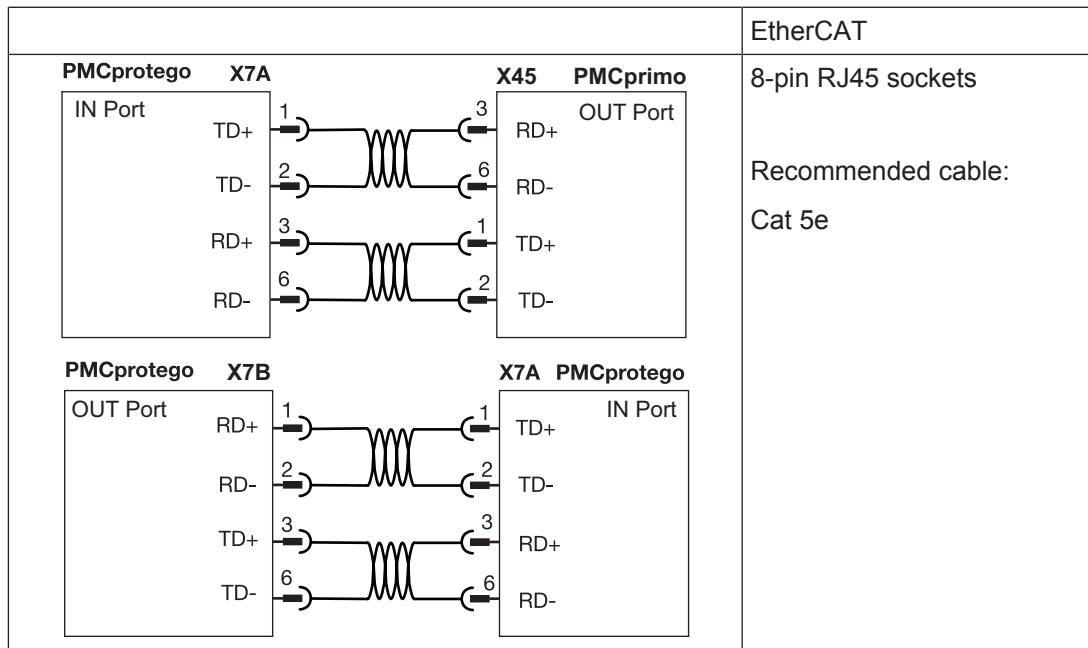 EtherCAT
PMCprotego X7A X45 PMCprimo
IN Port OUT Port
TD+ 1 3 RD+
TD- 2 6 RD-
RD+ 3 1 TD+
RD- 6 2 TD-
8-pin RJ45 sockets
Recommended cable:
Cat 5e
PMCprotego X7B X7A PMCprotego
OUT Port IN Port
RD+ 1 1 TD+
RD- 2 2 TD-
TD+ 3 3 RD+
TD- 6 6 RD-